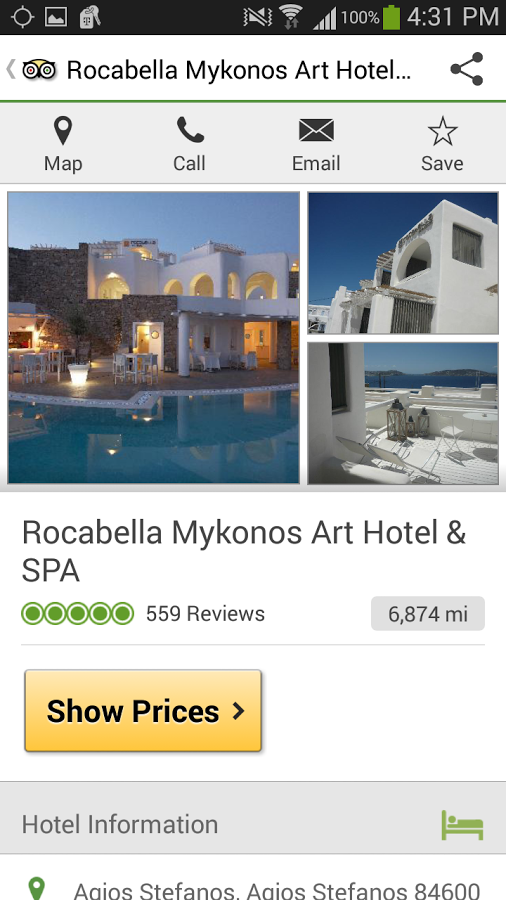 100% 4:31 PM
Rocabella Mykonos Art Hotel...
Map Call Email Save
Rocabella Mykonos Art Hotel &
SPA
559 Reviews 6,874 mi
Show Prices
Hotel Information
Agios Stefanos, Agios Stefanos 84600